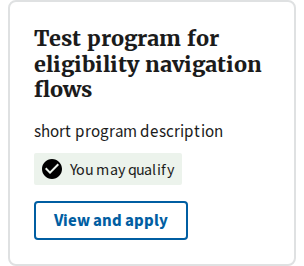 Test program for
eligibility navigation
flows
short program description
You may qualify
View and apply